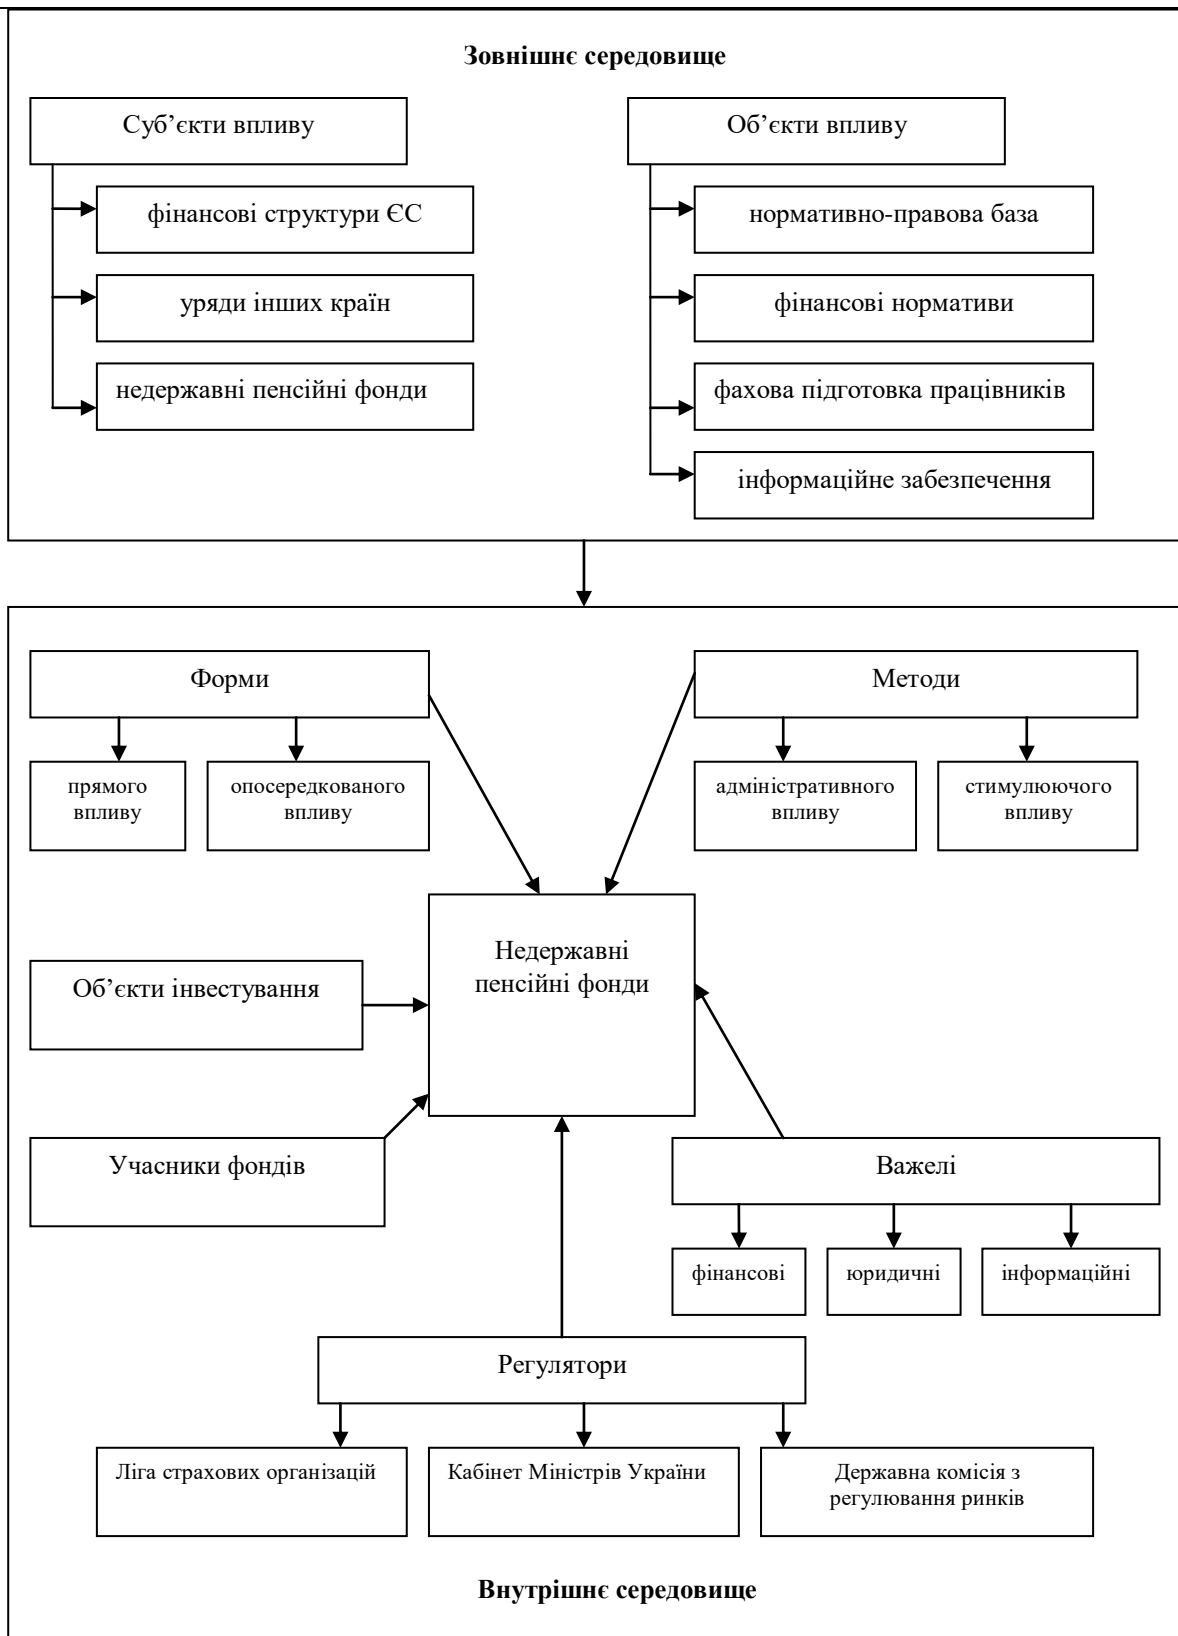 Зовнішнє середовище
Суб’єкти впливу
Об’єкти впливу
фінансові структури ЄС
нормативно-правова база
уряди інших країн
фінансові нормативи
недержавні пенсійні фонди
фахова підготовка працівників
інформаційне забезпечення
Форми
Методи
прямого
впливу
опосередкованого
впливу
адміністративного
впливу
стимулюючого
впливу
Недержавні
пенсійні фонди
Об’єкти інвестування
Учасники фондів
Важелі
фінансові
юридичні
інформаційні
Регулятори
Ліга страхових організацій
Кабінет Міністрів України
Державна комісія з
регулювання ринків
Внутрішнє середовище